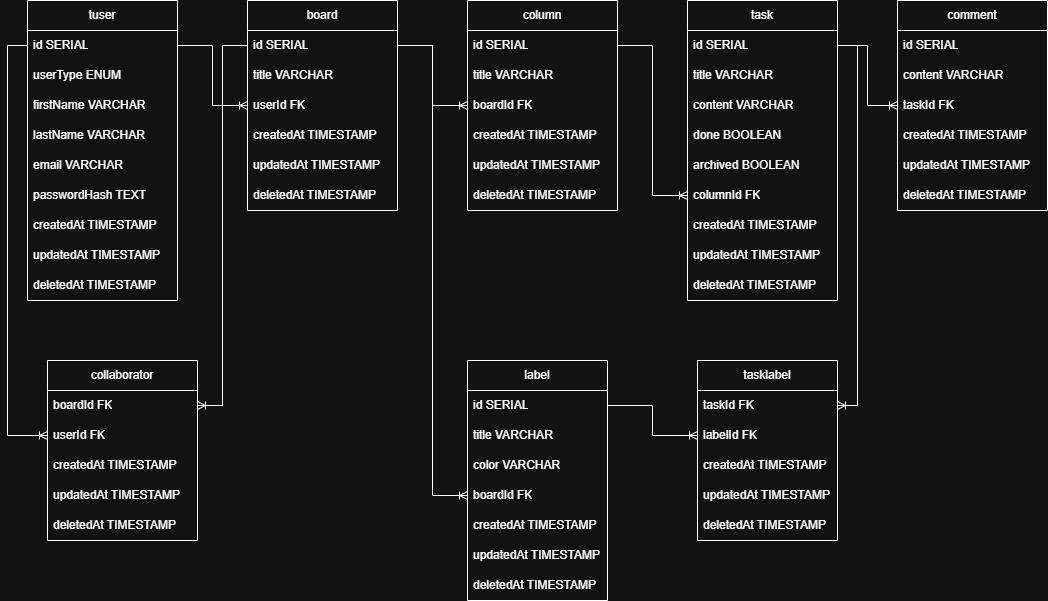 tuser
id SERIAL
userType ENUM
firstName VARCHAR
lastName VARCHAR
email VARCHAR
passwordHash TEXT
createdAt TIMESTAMP
updatedAt TIMESTAMP
deletedAt TIMESTAMP
board
id SERIAL
title VARCHAR
userId FK
createdAt TIMESTAMP
updatedAt TIMESTAMP
deletedAt TIMESTAMP
column
id SERIAL
title VARCHAR
boardId FK
createdAt TIMESTAMP
updatedAt TIMESTAMP
deletedAt TIMESTAMP
task
id SERIAL
title VARCHAR
content VARCHAR
done BOOLEAN
archived BOOLEAN
columnId FK
createdAt TIMESTAMP
updatedAt TIMESTAMP
deletedAt TIMESTAMP
comment
id SERIAL
content VARCHAR
taskId FK
createdAt TIMESTAMP
updatedAt TIMESTAMP
deletedAt TIMESTAMP
collaborator
boardId FK
userId FK
createdAt TIMESTAMP
updatedAt TIMESTAMP
deletedAt TIMESTAMP
label
id SERIAL
title VARCHAR
color VARCHAR
boardId FK
createdAt TIMESTAMP
updatedAt TIMESTAMP
deletedAt TIMESTAMP
tasklabel
taskId FK
labelId FK
createdAt TIMESTAMP
updatedAt TIMESTAMP
deletedAt TIMESTAMP